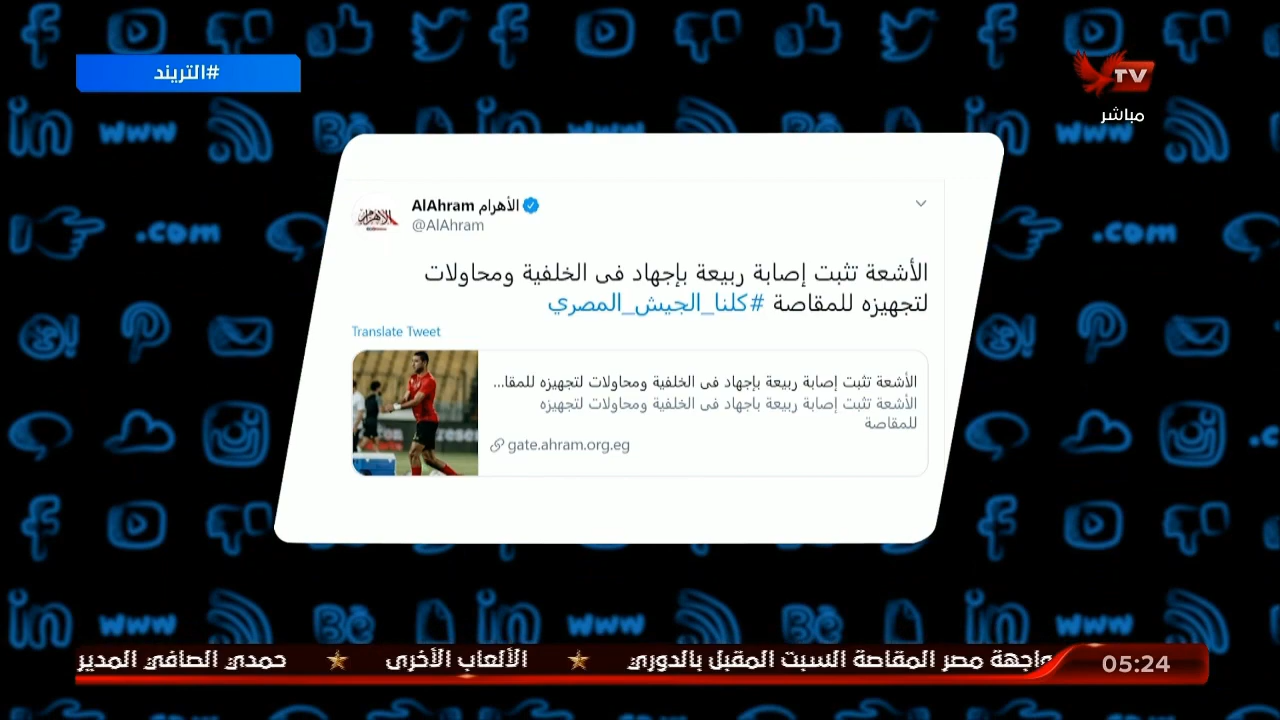 #التريند
TV
مباشر
AlAhram الأهرام
@AlAhram
الأشعة تثبت إصابة ربيعة بإجهاد فى الخلفية ومحاولات
لتجهيزه للمقاصة #كلنا_الجيش_المصري
Translate Tweet
الأشعة تثبت إصابة ربيعة بإجهاد فى الخلفية ومحاولات لتجهيزه للمقا...
الأشعة تثبت إصابة ربيعة باجهاد فى الخلفية ومحاولات لتجهيزه
للمقاصة
gate.ahram.org.eg
واجهة مصر المقاصة السبت المقبل بالدوري ★ الألعاب الأخرى ★ حمدي الصافي المدير
05:24